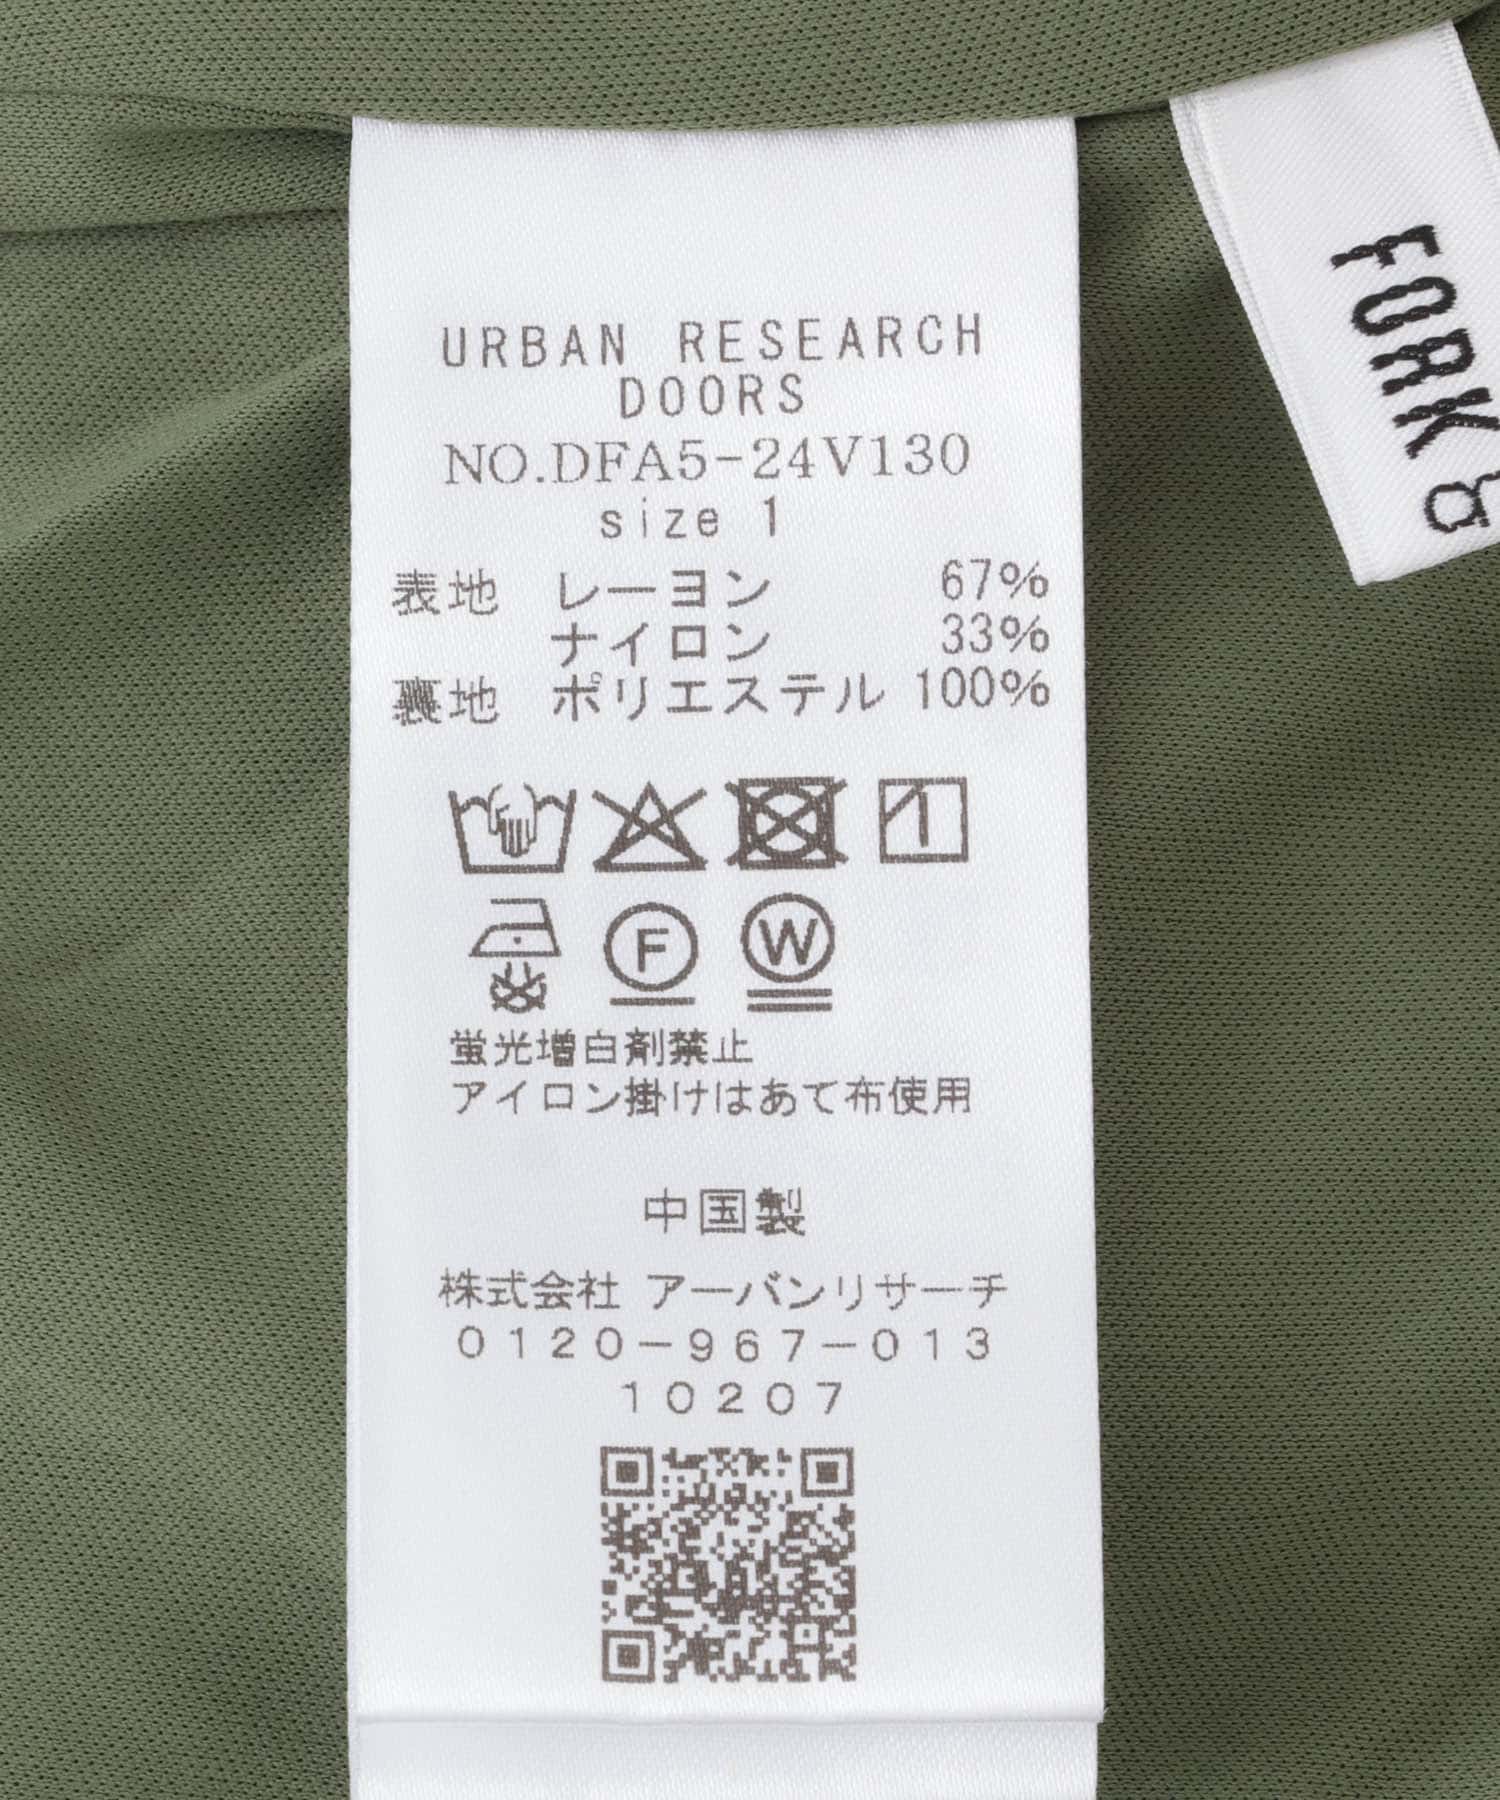 URBAN RESEARCH
DOORS
NO.DFA5-24V130
size 1
表地 レーヨン 67%
ナイロン 33%
裏地 ポリエステル 100%
F W
蛍光増白剤禁止
アイロン掛けはあて布使用
中国製
株式会社 アーバンリサーチ
0120-967-013
10207
FORK &